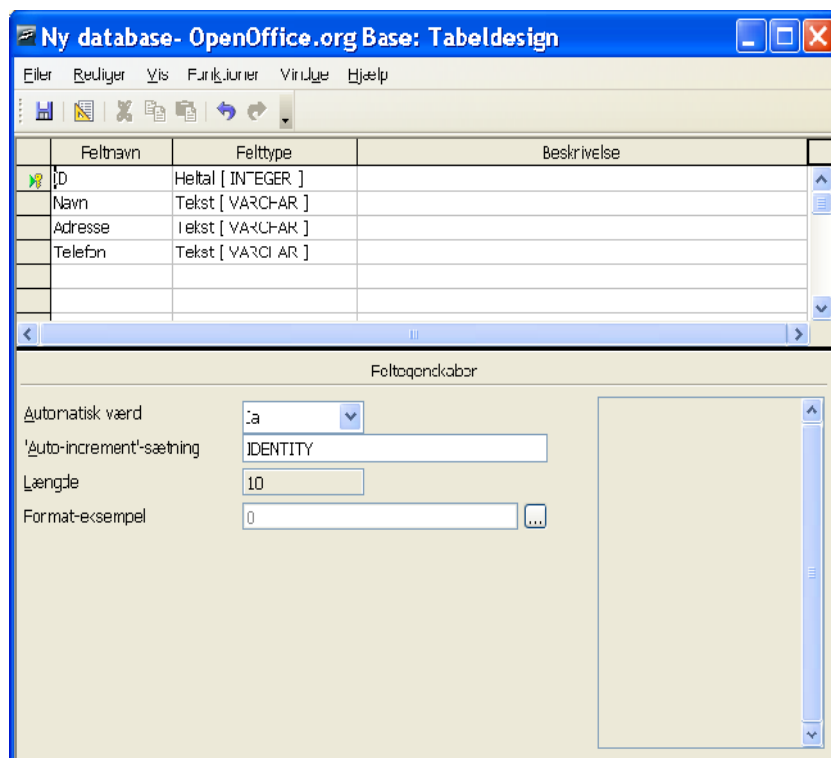 Ny database- OpenOffice.org Base: Tabeldesign
Filer Rediger Vis Funktioner Vindue Hjælp
Feltnavn Felttype Beskrivelse
ID Heltal [ INTEGER ]
Navn Tekst [ VARCHAR ]
Adresse Tekst [ VARCHAR ]
Telefon Tekst [ VARCHAR ]
Feltegenskaber
Automatisk værd Ja
'Auto-increment'-sætning IDENTITY
Længde 10
Format-eksempel 0 ...